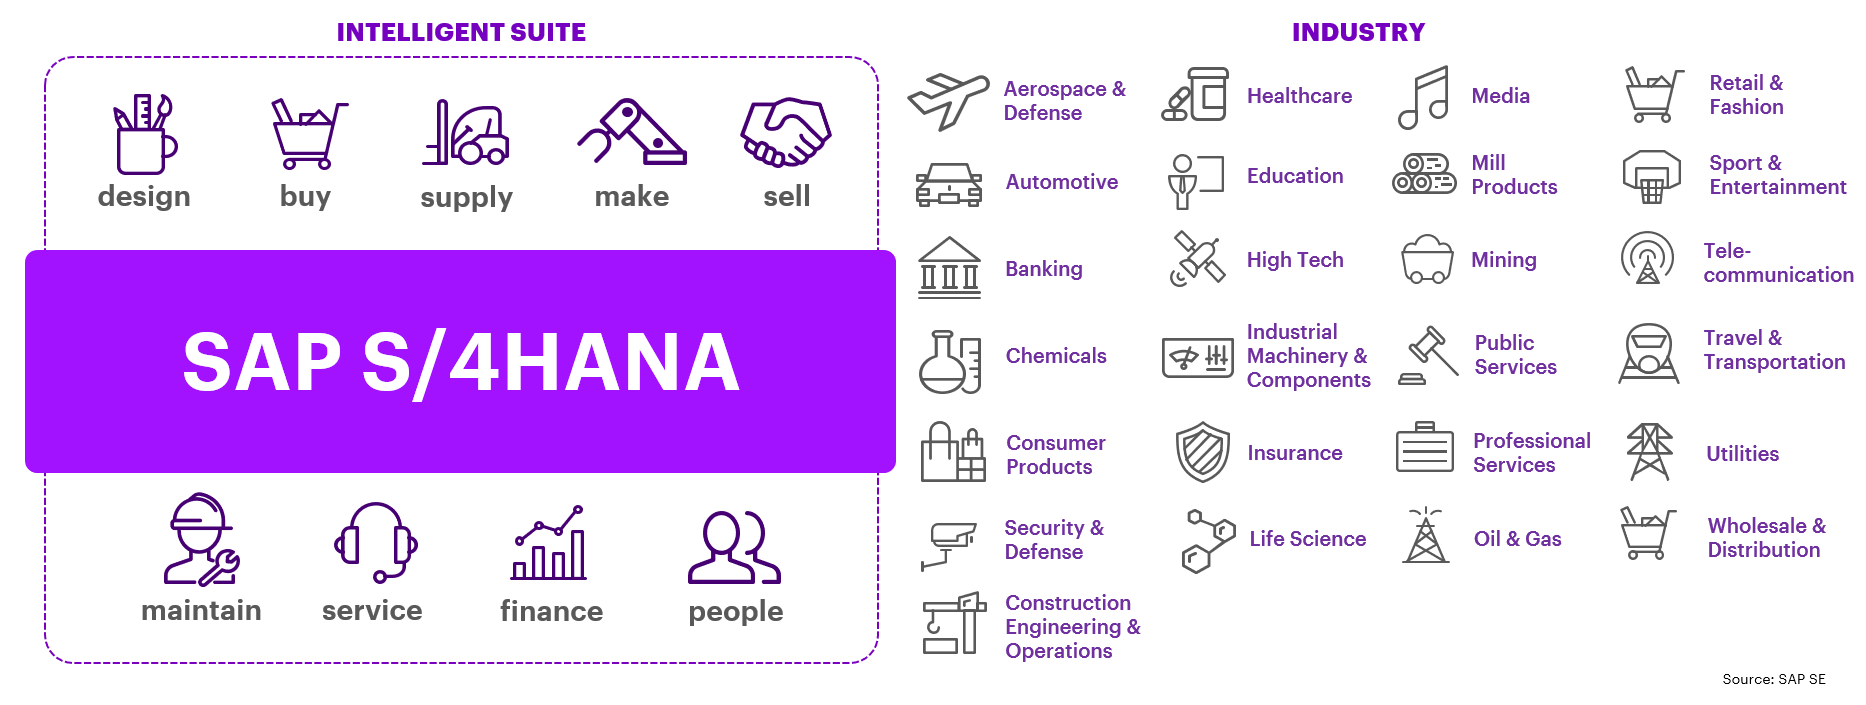 INTELLIGENT SUITE
design
buy
supply
make
sell
SAP S/4HANA
maintain
service
finance
people
INDUSTRY
Aerospace &
Defense
Automotive
Banking
Chemicals
Consumer
Products
Security &
Defense
Construction
Engineering &
Operations
Healthcare
Education
High Tech
Industrial
Machinery &
Components
Insurance
Life Science
Media
Mill
Products
Mining
Public
Services
Professional
Services
Oil & Gas
Retail &
Fashion
Sport &
Entertainment
Tele-
communication
Travel &
Transportation
Utilities
Wholesale &
Distribution
Source: SAP SE